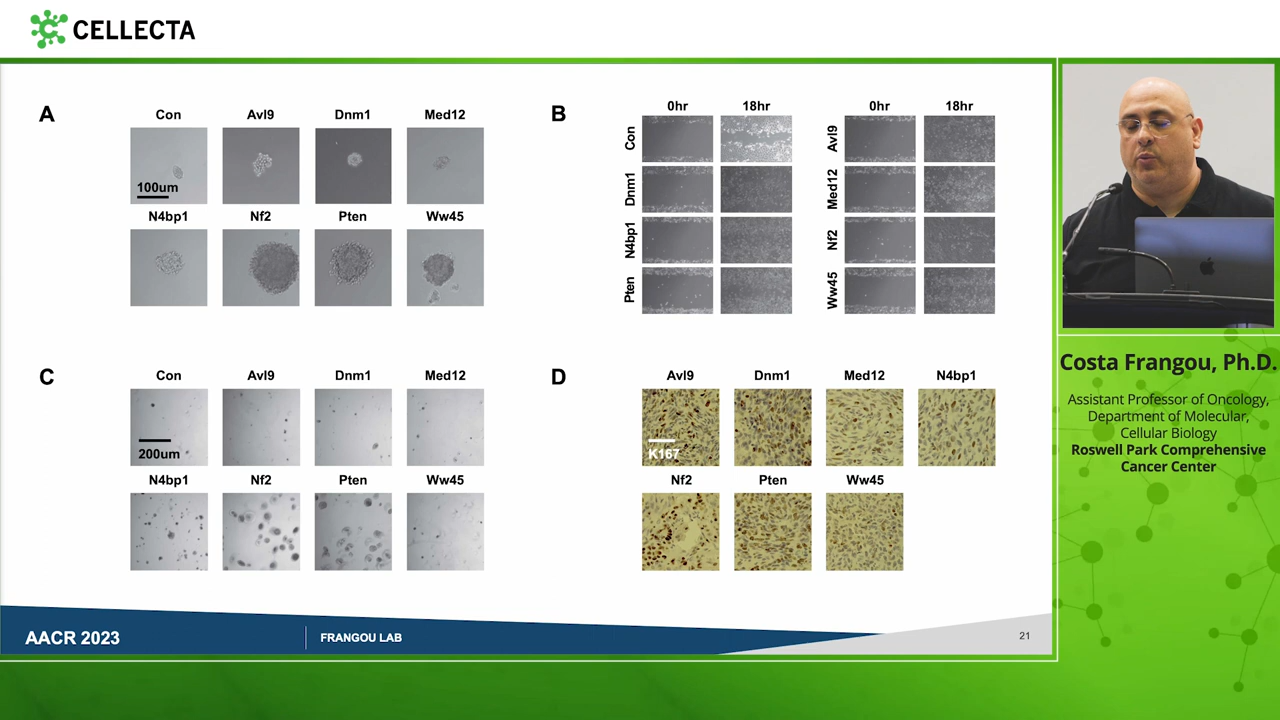 CELLECTA
A
Con Avl9 Dnm1 Med12
100um
N4bp1 Nf2 Pten Ww45
B
0hr 18hr 0hr 18hr
Con Avl9
Dnm1 Med12
N4bp1 Nf2
Pten Ww45
C
Con Avl9 Dnm1 Med12
200um
N4bp1 Nf2 Pten Ww45
D
Avl9 Dnm1 Med12 N4bp1
K167
Nf2 Pten Ww45
AACR 2023
FRANGOU LAB
21
Costa Frangou, Ph.D.
Assistant Professor of Oncology,
Department of Molecular,
Cellular Biology
Roswell Park Comprehensive
Cancer Center